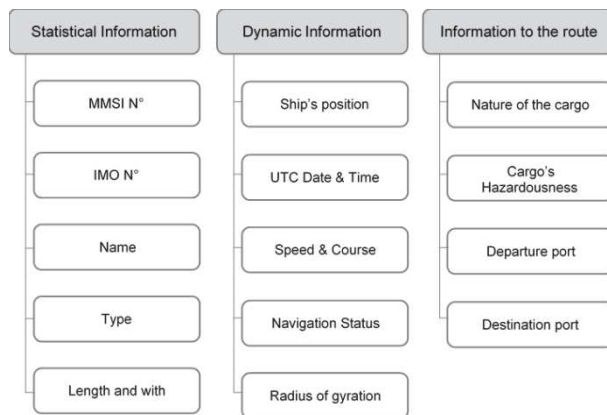 Statistical Information
MMSI N°
IMO N°
Name
Type
Length and with
Dynamic Information
Ship's position
UTC Date & Time
Speed & Course
Navigation Status
Radius of gyration
Information to the route
Nature of the cargo
Cargo's
Hazardousness
Departure port
Destination port